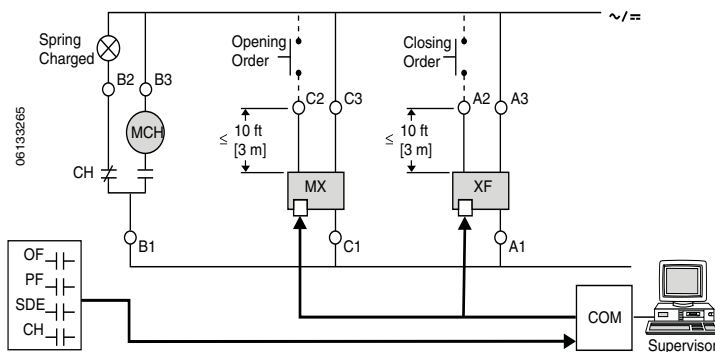 ~/⎓
Spring
Charged
Opening
Order
Closing
Order
B2
B3
C2
C3
A2
A3
06133265
MCH
≤ 10 ft
[3 m]
≤ 10 ft
[3 m]
CH
MX
XF
B1
C1
A1
OF
PF
SDE
CH
COM
Supervisor